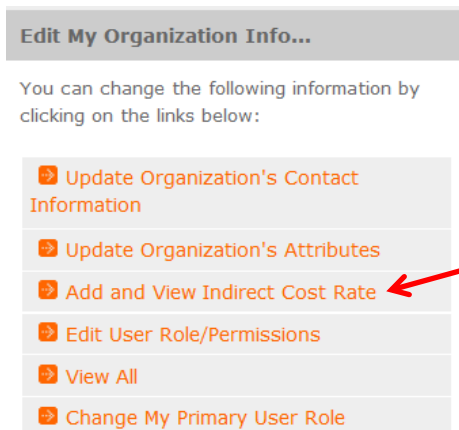 Edit My Organization Info...
You can change the following information by
clicking on the links below:
Update Organization's Contact
Information
Update Organization's Attributes
Add and View Indirect Cost Rate
Edit User Role/Permissions
View All
Change My Primary User Role